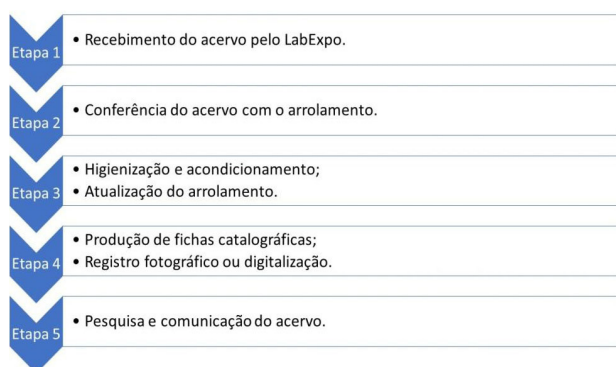 Etapa 1
• Recebimento do acervo pelo LabExpo.
Etapa 2
• Conferência do acervo com o arrolamento.
Etapa 3
• Higienização e acondicionamento;
• Atualização do arrolamento.
Etapa 4
• Produção de fichas catalográficas;
• Registro fotográfico ou digitalização.
Etapa 5
• Pesquisa e comunicação do acervo.